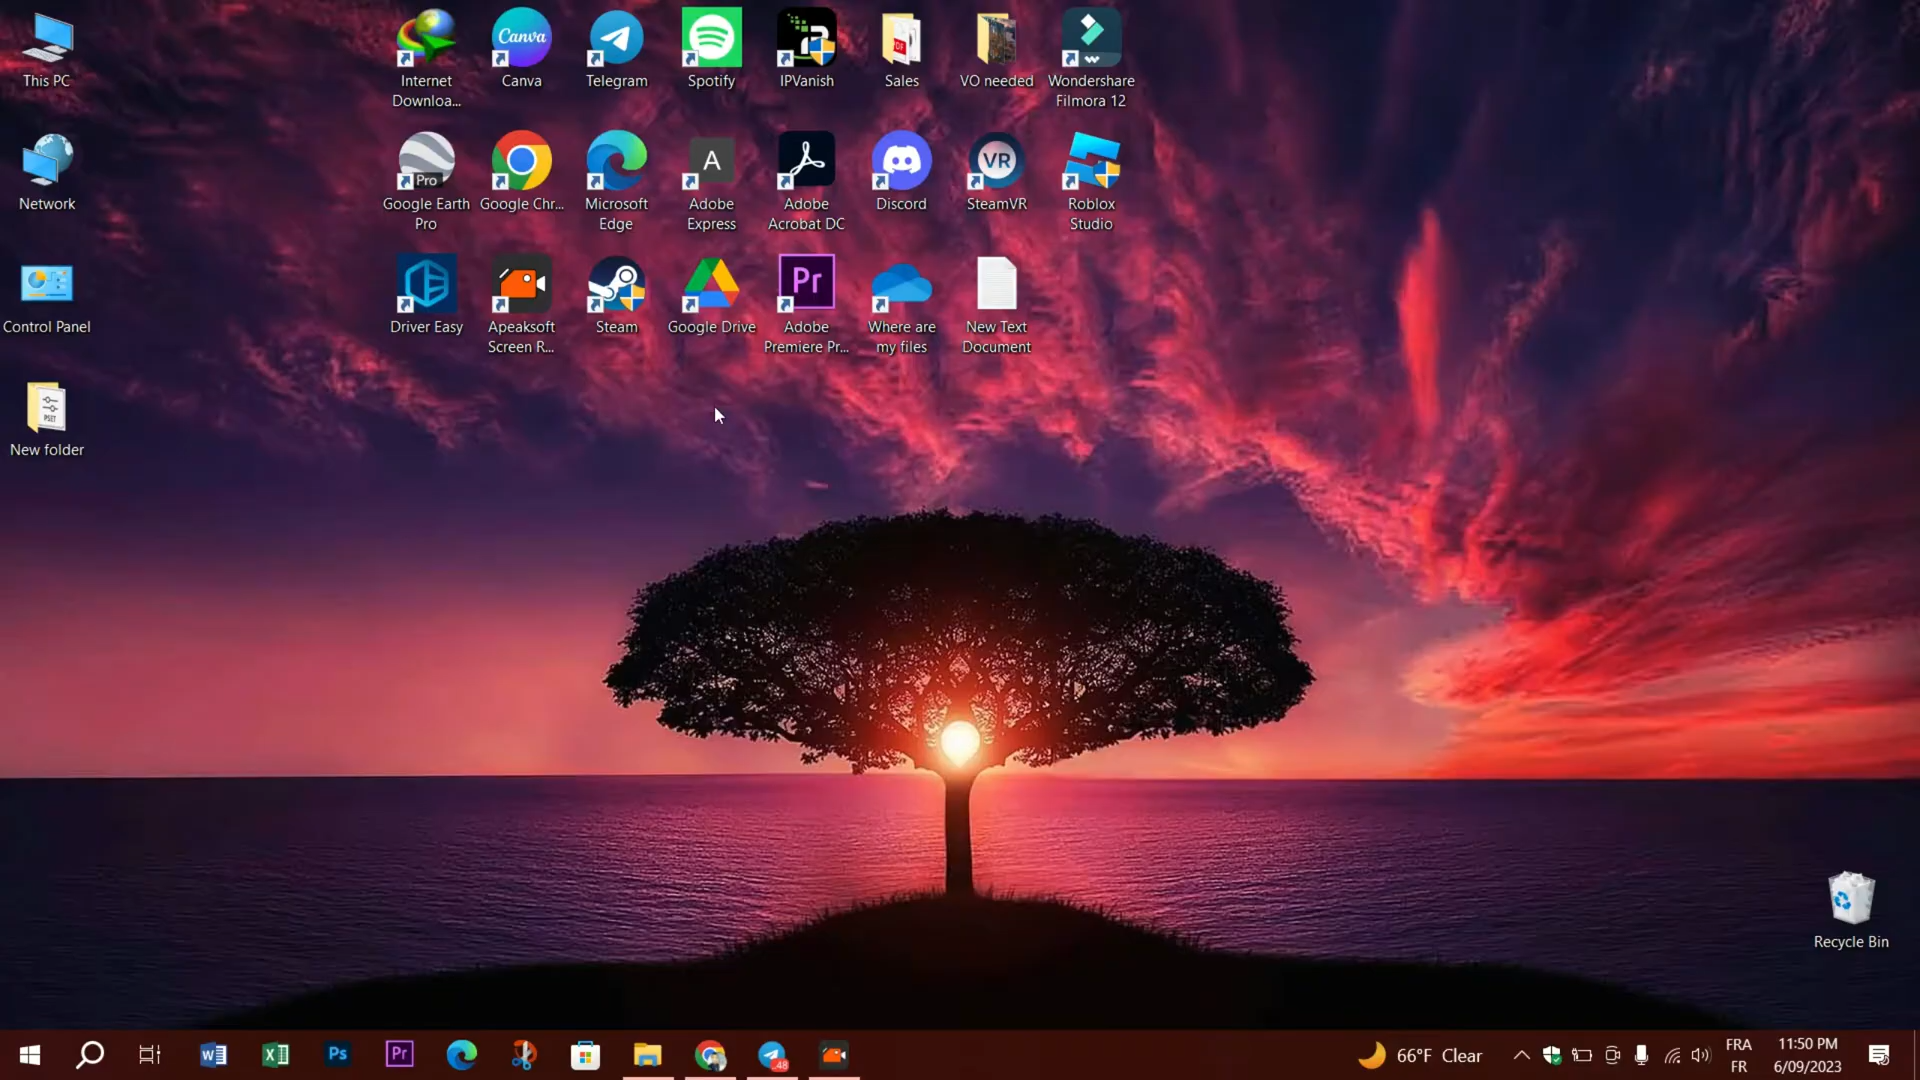 This PC
Network
Control Panel
New folder
Internet
Downloa...
Canva
Canva
Telegram
Spotify
IPVanish
PDF
Sales
VO needed
Wondershare
Filmora 12
Pro
Google Earth
Pro
Google Chr...
Microsoft
Edge
A
Adobe
Express
Adobe
Acrobat DC
Discord
VR
SteamVR
Roblox
Studio
Driver Easy
Apeaksoft
Screen R...
Steam
Google Drive
Pr
Adobe
Premiere Pr...
Where are
my files
New Text
Document
PSET
Recycle Bin
Ps
Pr
48
66°F Clear
FRA
FR
11:50 PM
6/09/2023